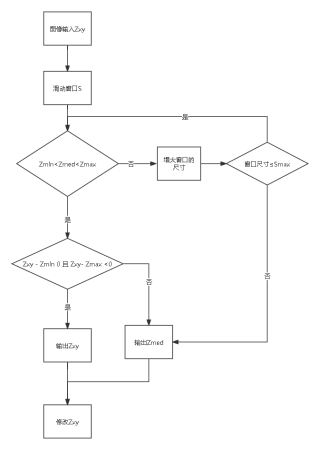 图像输入Zxy
滑动窗口S
是
Zmin<Zmed<Zmax
否
增大窗口的
尺寸
窗口尺寸≤Smax
是
Zxy - Zmin () 且 Zxy- Zmax <()
否
否
是
输出Zxy
输出Zmed
修改Zxy